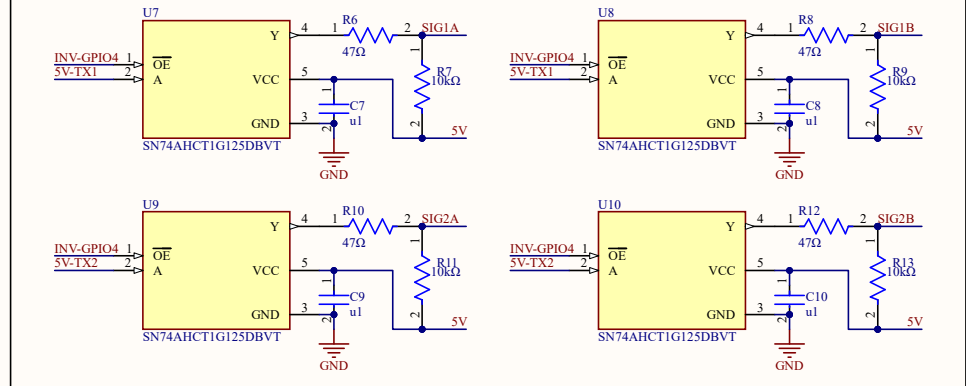 U7
Y 4 1 R6 2 SIG1A
47Ω
INV-GPIO4 1 OE
5V-TX1 2 A
VCC 5
1 R7
10kΩ
1 C7
u1
GND 3 2
2 5V
SN74AHCT1G125DBVT
GND
U8
Y 4 1 R8 2 SIG1B
47Ω
INV-GPIO4 1 OE
5V-TX1 2 A
VCC 5
1 R9
10kΩ
1 C8
u1
GND 3 2
2 5V
SN74AHCT1G125DBVT
GND
U9
Y 4 1 R10 2 SIG2A
47Ω
INV-GPIO4 1 OE
5V-TX2 2 A
VCC 5
1 R11
10kΩ
1 C9
u1
GND 3 2
2 5V
SN74AHCT1G125DBVT
GND
U10
Y 4 1 R12 2 SIG2B
47Ω
INV-GPIO4 1 OE
5V-TX2 2 A
VCC 5
1 R13
10kΩ
1 C10
u1
GND 3 2
2 5V
SN74AHCT1G125DBVT
GND